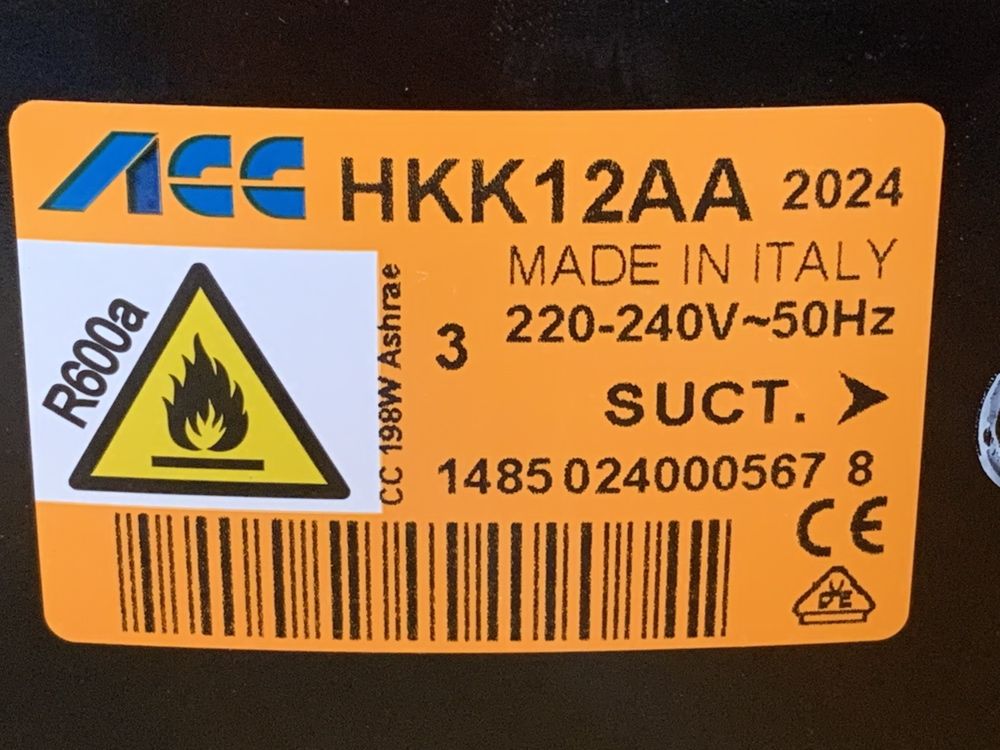 ACC HKK12AA 2024
MADE IN ITALY
R600a
CC 198W Ashrae
3 220-240V~50Hz
SUCT. ➤
1485 024000567 8
CE
DVE